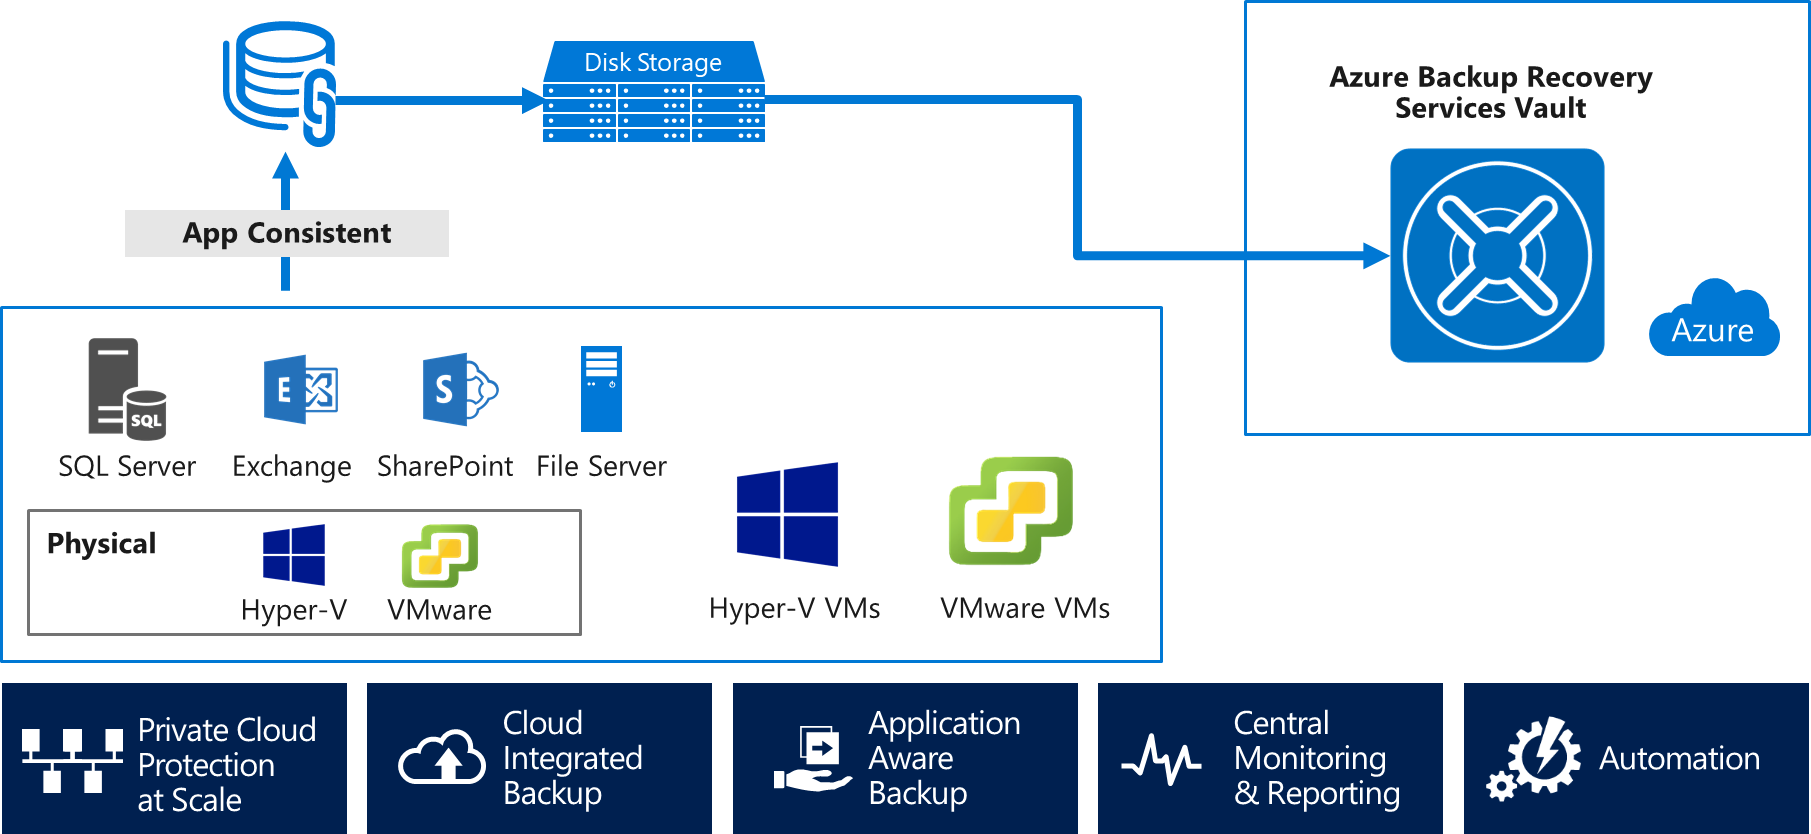 Disk Storage
Azure Backup Recovery
Services Vault
App Consistent
Azure
SQL
E
S
SQL Server
Exchange
SharePoint
File Server
Physical
Hyper-V
VMware
Hyper-V VMs
VMware VMs
Private Cloud
Protection
at Scale
Cloud
Integrated
Backup
Application
Aware
Backup
Central
Monitoring
& Reporting
Automation